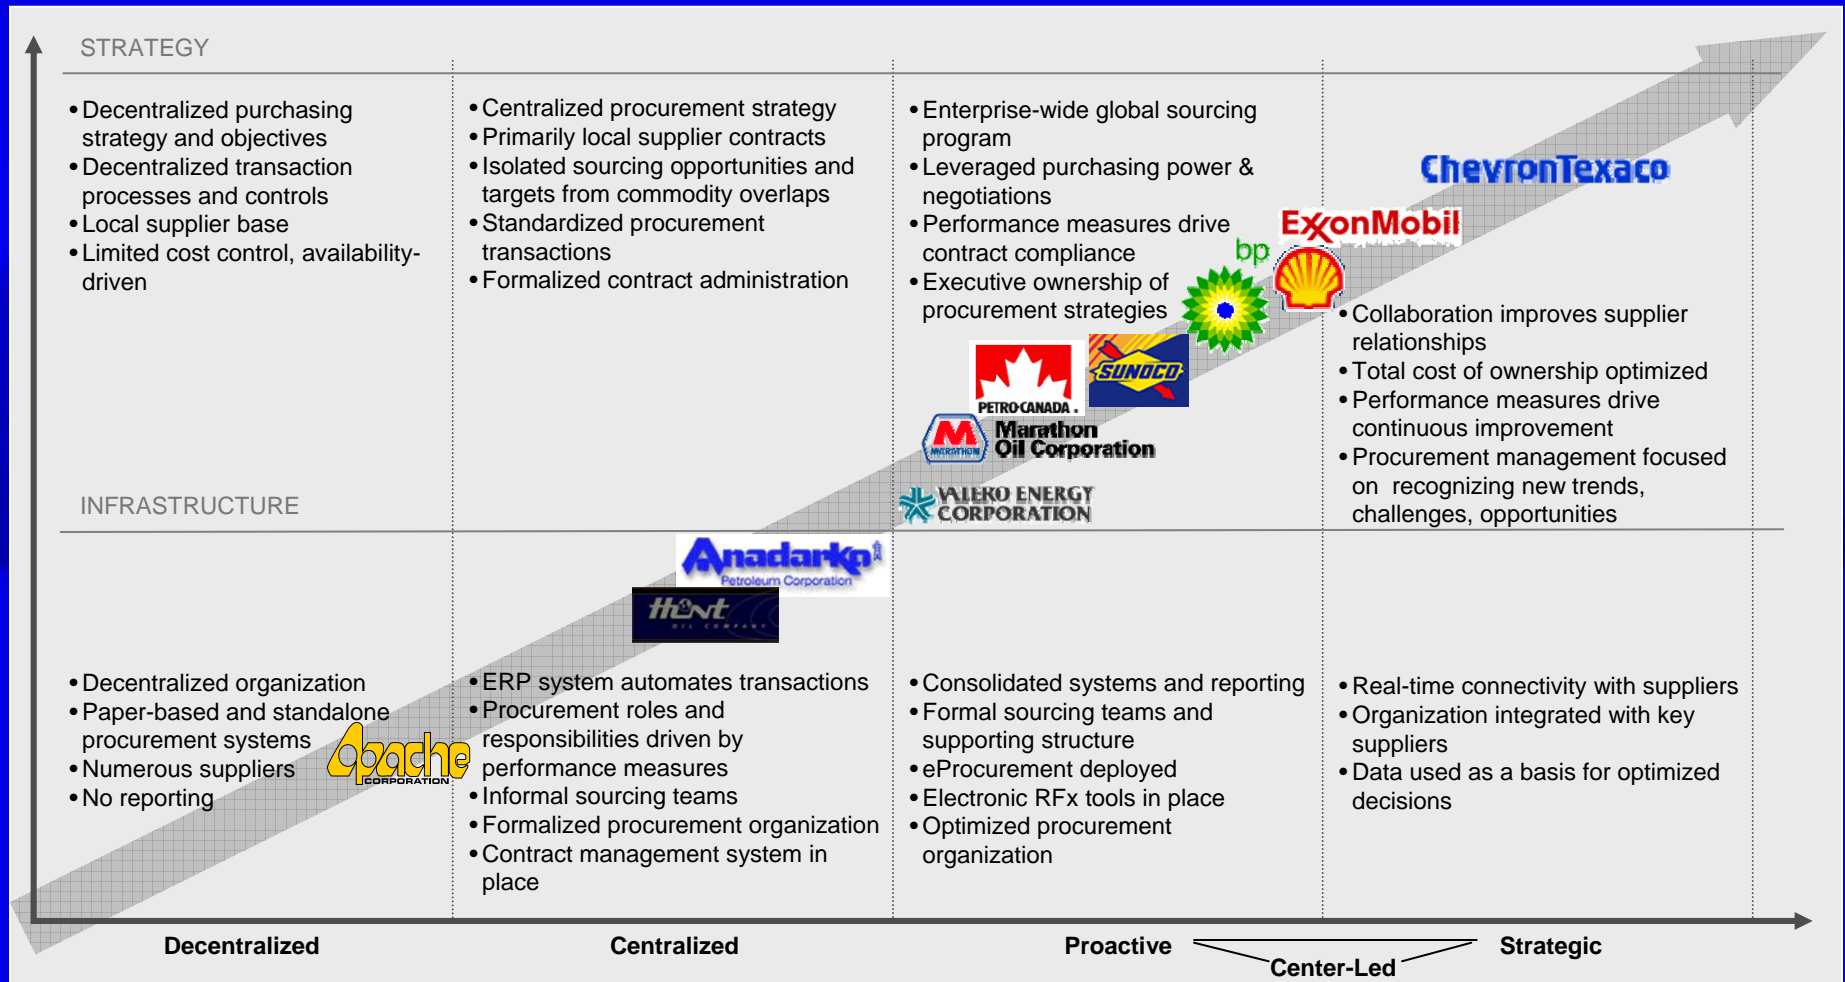 STRATEGY
•Decentralized purchasing
strategy and objectives
•Decentralized transaction
processes and controls
•Local supplier base
•Limited cost control, availability-
driven
•Centralized procurement strategy
•Primarily local supplier contracts
•Isolated sourcing opportunities and
targets from commodity overlaps
•Standardized procurement
transactions
•Formalized contract administration
•Enterprise-wide global sourcing
program
•Leveraged purchasing power &
negotiations
•Performance measures drive
contract compliance
•Executive ownership of
procurement strategies
ChevronTexaco
ExxonMobil
bp
•Collaboration improves supplier
relationships
•Total cost of ownership optimized
•Performance measures drive
continuous improvement
•Procurement management focused
on recognizing new trends,
challenges, opportunities
SUNOCO
PETRO-CANADA
M
MARATHON
Marathon
Oil Corporation
VALERO ENERGY
CORPORATION
INFRASTRUCTURE
Anadarko
Petroleum Corporation
Hunt
OIL COMPANY
•Decentralized organization
•Paper-based and standalone
procurement systems
•Numerous suppliers
•No reporting
Apache
CORPORATION
•ERP system automates transactions
•Procurement roles and
responsibilities driven by
performance measures
•Informal sourcing teams
•Formalized procurement organization
•Contract management system in
place
•Consolidated systems and reporting
•Formal sourcing teams and
supporting structure
•eProcurement deployed
•Electronic RFx tools in place
•Optimized procurement
organization
•Real-time connectivity with suppliers
•Organization integrated with key
suppliers
•Data used as a basis for optimized
decisions
Decentralized
Centralized
Proactive
Strategic
Center-Led